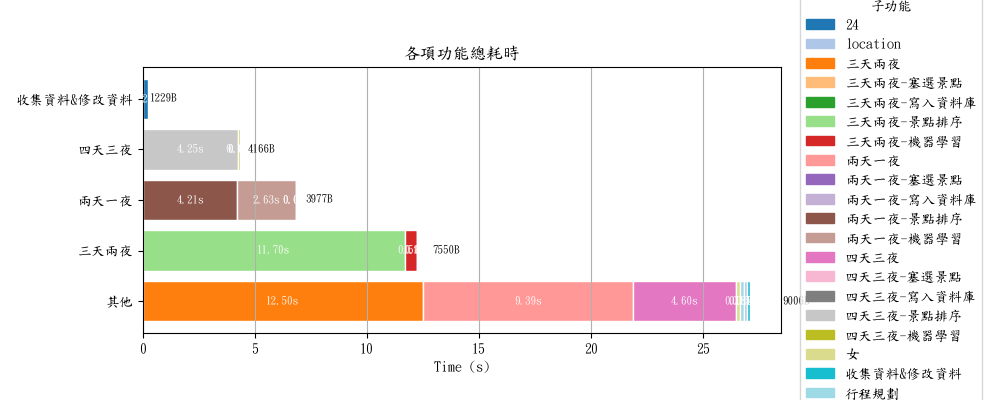 子功能
24
location
三天兩夜
三天兩夜-塞選景點
三天兩夜-寫入資料庫
三天兩夜-景點排序
三天兩夜-機器學習
兩天一夜
兩天一夜-塞選景點
兩天一夜-寫入資料庫
兩天一夜-景點排序
兩天一夜-機器學習
四天三夜
四天三夜-塞選景點
四天三夜-寫入資料庫
四天三夜-景點排序
四天三夜-機器學習
女
收集資料&修改資料
行程規劃
各項功能總耗時
收集資料&修改資料 1229B
四天三夜 4.25s 4166B
兩天一夜 4.21s 2.63s 3977B
三天兩夜 11.70s 7550B
其他 12.50s 9.39s 4.60s
0 5 10 15 20 25
Time (s)